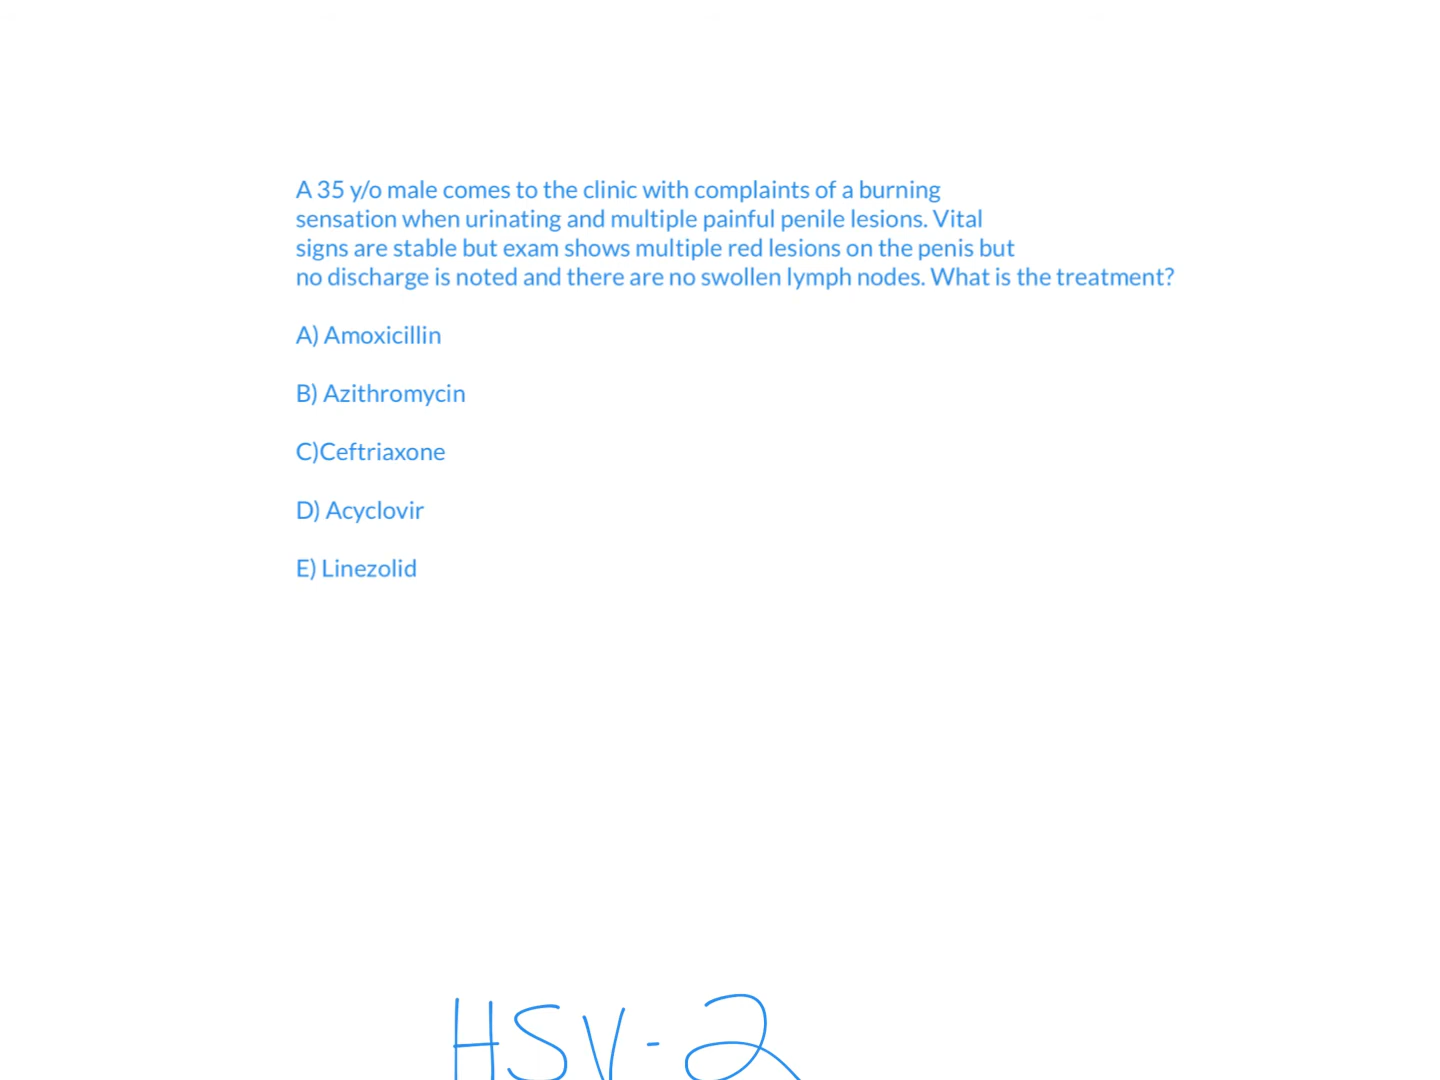 A 35 y/o male comes to the clinic with complaints of a burning
sensation when urinating and multiple painful penile lesions. Vital
signs are stable but exam shows multiple red lesions on the penis but
no discharge is noted and there are no swollen lymph nodes. What is the treatment?
A) Amoxicillin
B) Azithromycin
C)Ceftriaxone
D) Acyclovir
E) Linezolid
HSV-2